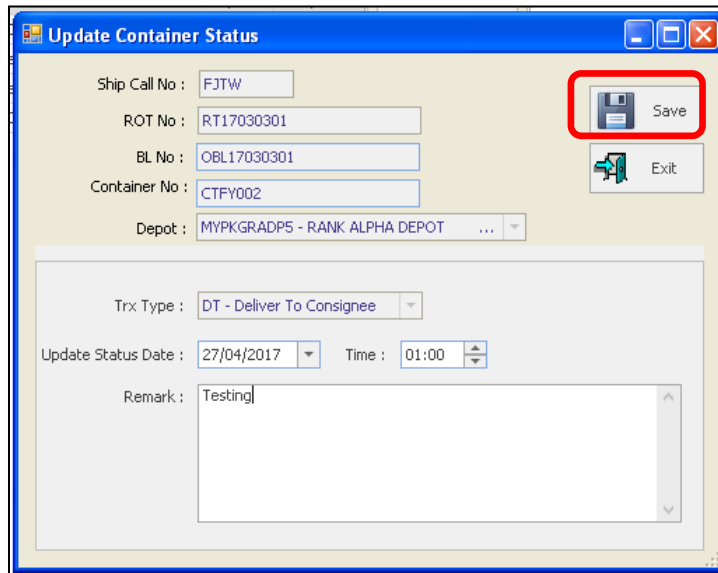 Update Container Status
Ship Call No : FJTW
ROT No : RT17030301
BL No : OBL17030301
Container No : CTFY002
Depot : MYPKGRADP5 - RANK ALPHA DEPOT ...
Save
Exit
Trx Type : DT - Deliver To Consignee
Update Status Date : 27/04/2017 Time : 01:00
Remark : Testing